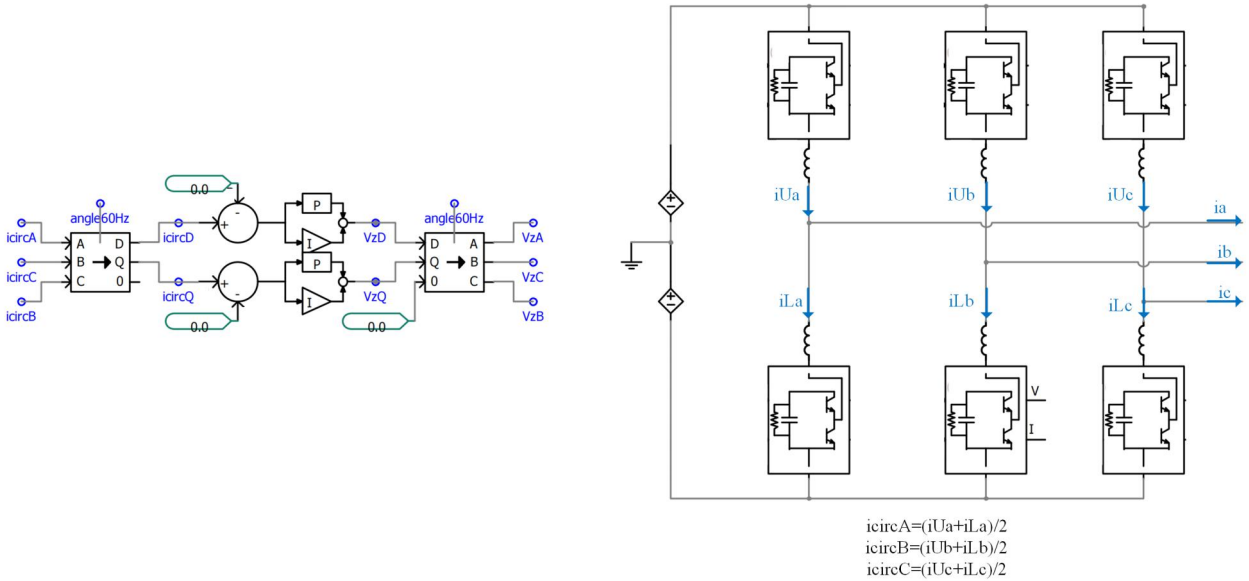 0.0
angle60Hz
angle60Hz
icircA
icircD
VzD
VzA
A
D
B
Q
C
0
P
I
D
A
Q
B
0
C
icircC
VzC
P
I
icircB
icircQ
VzQ
VzB
0.0
0.0
iUa
iUb
iUc
ia
ib
ic
iLa
iLb
iLc
V
I
icircA=(iUa+iLa)/2
icircB=(iUb+iLb)/2
icircC=(iUc+iLc)/2